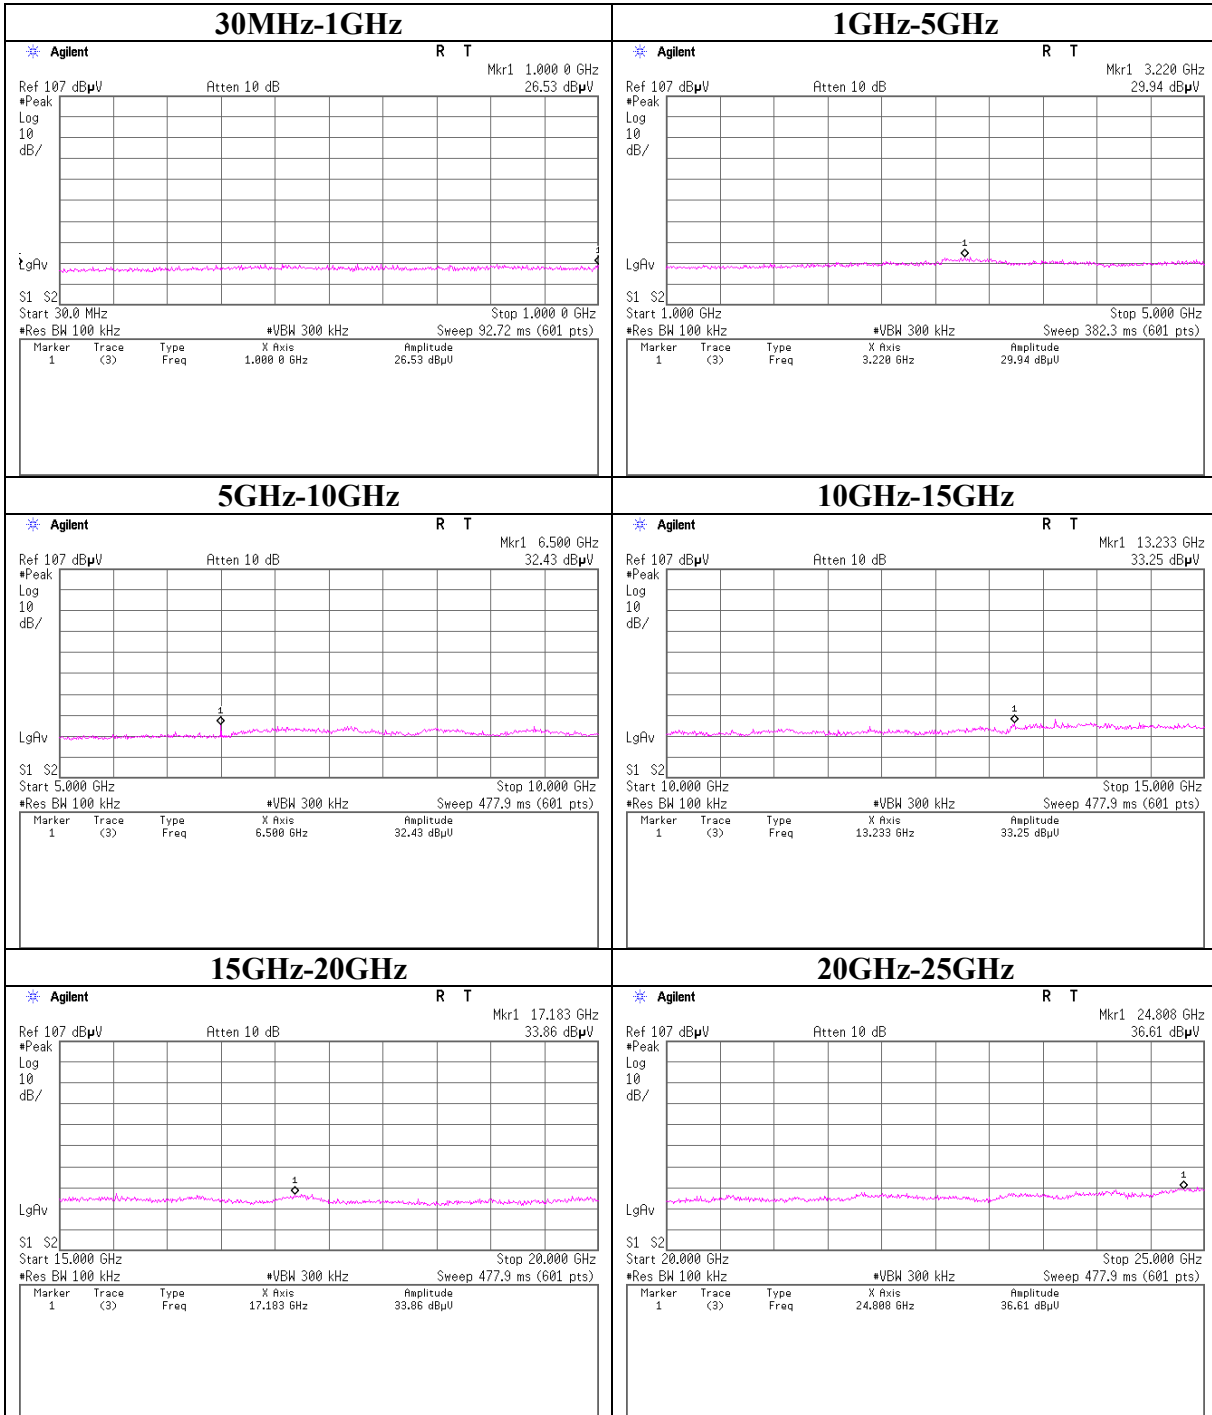 30MHz-1GHz
Agilent R T
Mkr1 1.000 0 GHz
Ref 107 dBµV Atten 10 dB 26.53 dBµV
#Peak
Log
10
dB/
1
LgAv
S1 S2
Start 30.0 MHz Stop 1.000 0 GHz
#Res BW 100 kHz #VBW 300 kHz Sweep 92.72 ms (601 pts)
Marker Trace Type X Axis Amplitude
1 (3) Freq 1.000 0 GHz 26.53 dBµV
1GHz-5GHz
Agilent R T
Mkr1 3.220 GHz
Ref 107 dBµV Atten 10 dB 29.94 dBµV
#Peak
Log
10
dB/
1
LgAv
S1 S2
Start 1.000 GHz Stop 5.000 GHz
#Res BW 100 kHz #VBW 300 kHz Sweep 382.3 ms (601 pts)
Marker Trace Type X Axis Amplitude
1 (3) Freq 3.220 GHz 29.94 dBµV
5GHz-10GHz
Agilent R T
Mkr1 6.500 GHz
Ref 107 dBµV Atten 10 dB 32.43 dBµV
#Peak
Log
10
dB/
1
LgAv
S1 S2
Start 5.000 GHz Stop 10.000 GHz
#Res BW 100 kHz #VBW 300 kHz Sweep 477.9 ms (601 pts)
Marker Trace Type X Axis Amplitude
1 (3) Freq 6.500 GHz 32.43 dBµV
10GHz-15GHz
Agilent R T
Mkr1 13.233 GHz
Ref 107 dBµV Atten 10 dB 33.25 dBµV
#Peak
Log
10
dB/
1
LgAv
S1 S2
Start 10.000 GHz Stop 15.000 GHz
#Res BW 100 kHz #VBW 300 kHz Sweep 477.9 ms (601 pts)
Marker Trace Type X Axis Amplitude
1 (3) Freq 13.233 GHz 33.25 dBµV
15GHz-20GHz
Agilent R T
Mkr1 17.183 GHz
Ref 107 dBµV Atten 10 dB 33.86 dBµV
#Peak
Log
10
dB/
1
LgAv
S1 S2
Start 15.000 GHz Stop 20.000 GHz
#Res BW 100 kHz #VBW 300 kHz Sweep 477.9 ms (601 pts)
Marker Trace Type X Axis Amplitude
1 (3) Freq 17.183 GHz 33.86 dBµV
20GHz-25GHz
Agilent R T
Mkr1 24.808 GHz
Ref 107 dBµV Atten 10 dB 36.61 dBµV
#Peak
Log
10
dB/
1
LgAv
S1 S2
Start 20.000 GHz Stop 25.000 GHz
#Res BW 100 kHz #VBW 300 kHz Sweep 477.9 ms (601 pts)
Marker Trace Type X Axis Amplitude
1 (3) Freq 24.808 GHz 36.61 dBµV